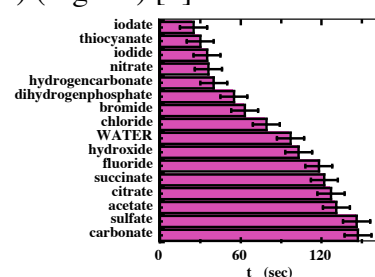 iodate
thiocyanate
iodide
nitrate
hydrogencarbonate
dihydrogenphosphate
bromide
chloride
WATER
hydroxide
fluoride
succinate
citrate
acetate
sulfate
carbonate
0 60 120
t (sec)